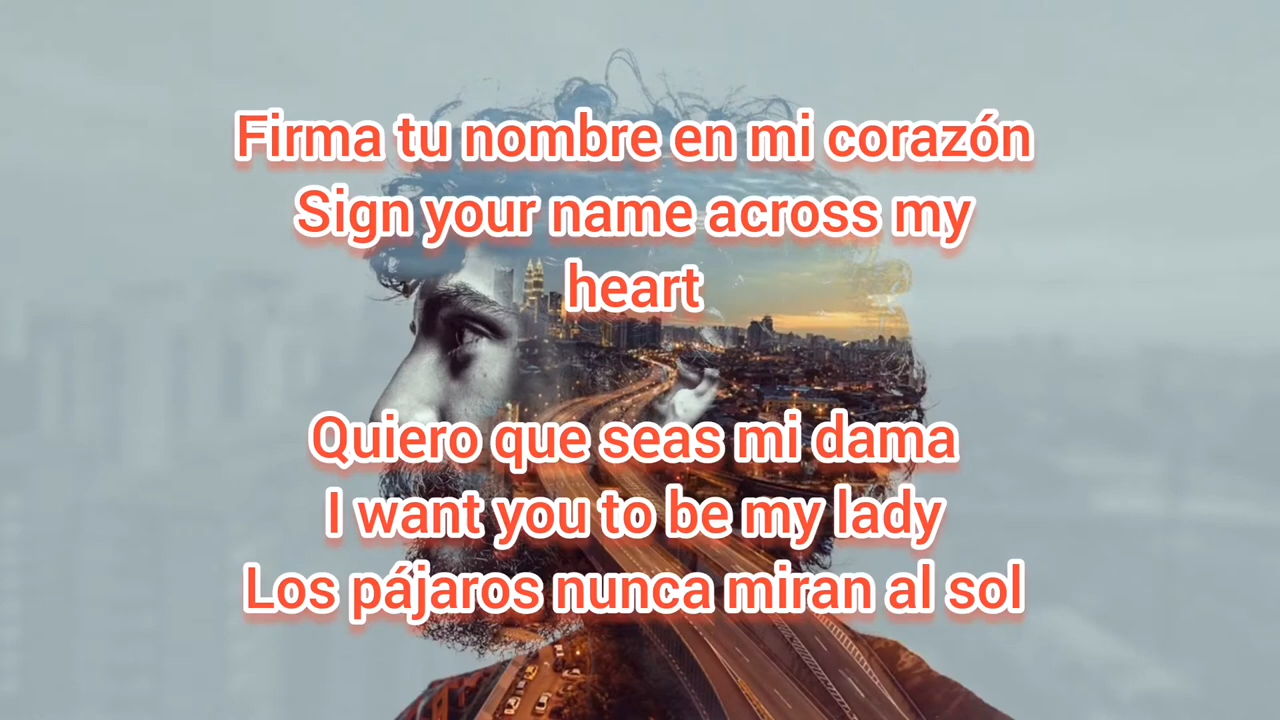 Firma tu nombre en mi corazón
Sign your name across my
heart
Quiero que seas mi dama
I want you to be my lady
Los pájaros nunca miran al sol